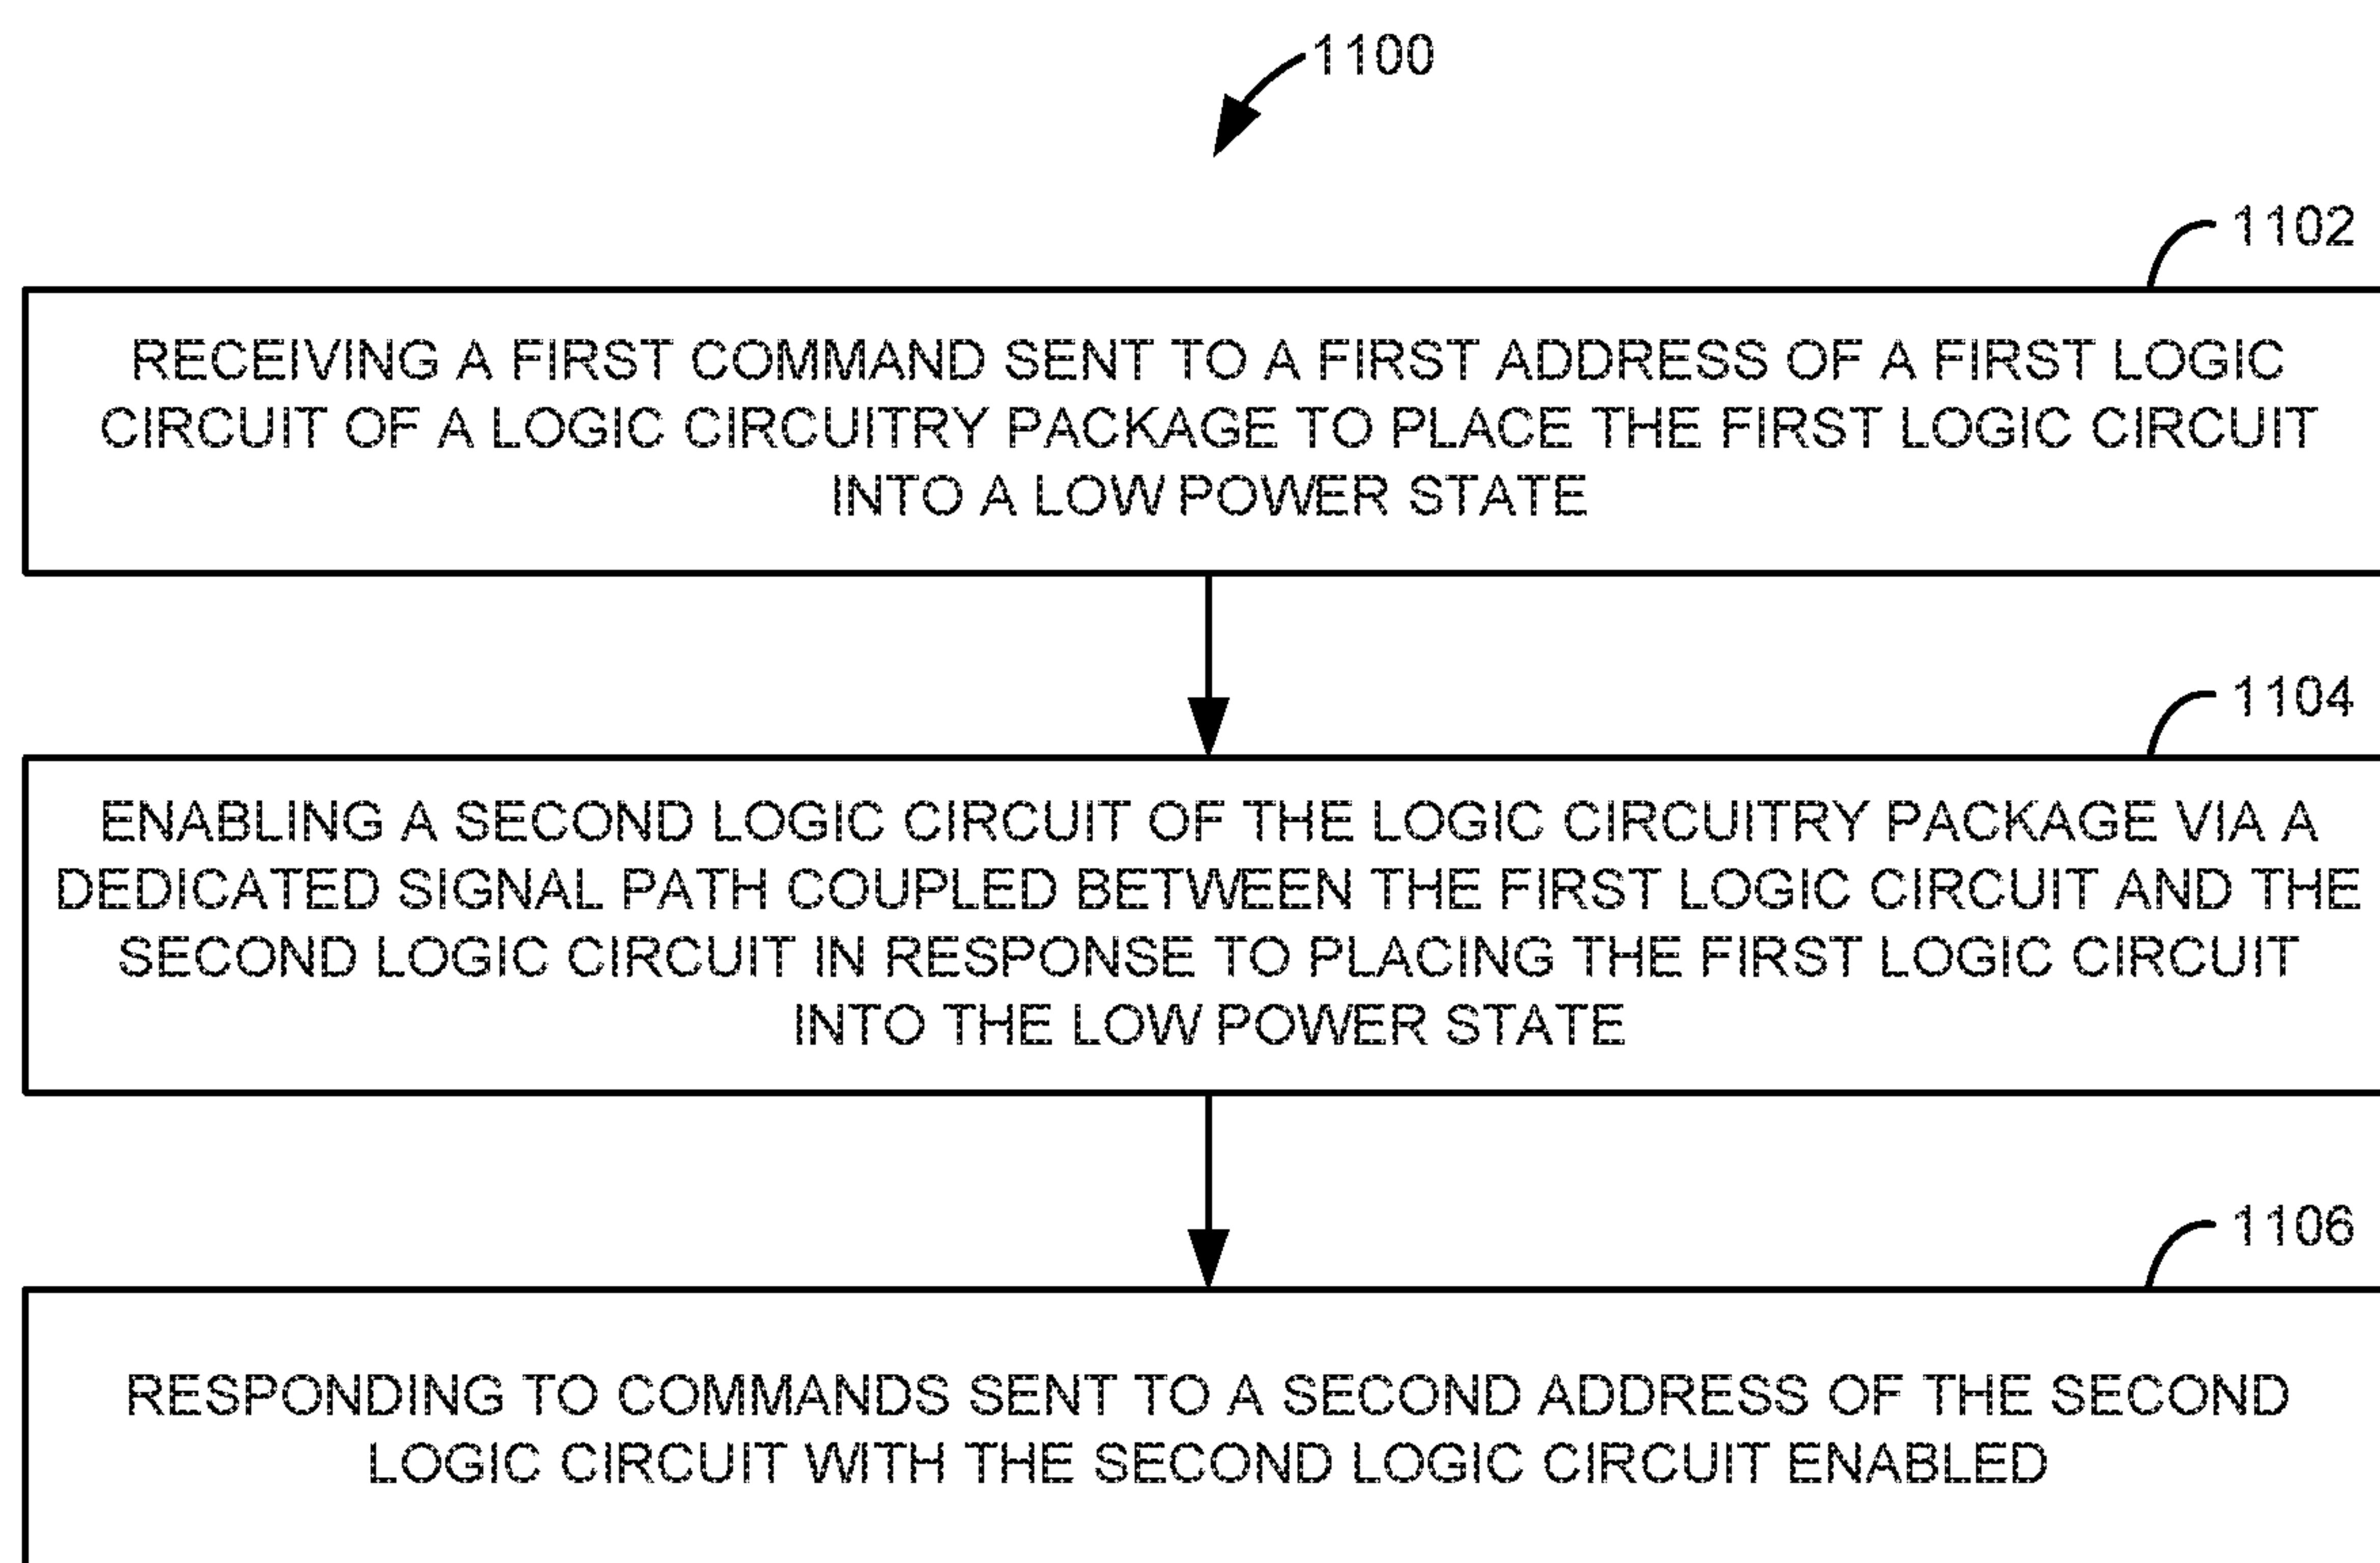 1100
1102
RECEIVING A FIRST COMMAND SENT TO A FIRST ADDRESS OF A FIRST LOGIC
CIRCUIT OF A LOGIC CIRCUITRY PACKAGE TO PLACE THE FIRST LOGIC CIRCUIT
INTO A LOW POWER STATE
1104
ENABLING A SECOND LOGIC CIRCUIT OF THE LOGIC CIRCUITRY PACKAGE VIA A
DEDICATED SIGNAL PATH COUPLED BETWEEN THE FIRST LOGIC CIRCUIT AND THE
SECOND LOGIC CIRCUIT IN RESPONSE TO PLACING THE FIRST LOGIC CIRCUIT
INTO THE LOW POWER STATE
1106
RESPONDING TO COMMANDS SENT TO A SECOND ADDRESS OF THE SECOND
LOGIC CIRCUIT WITH THE SECOND LOGIC CIRCUIT ENABLED